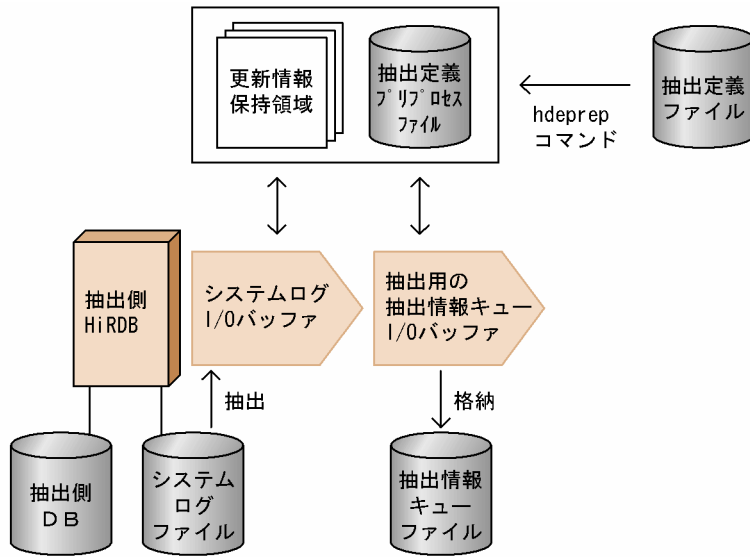 更新情報
保持領域
抽出定義
プリプロセス
ファイル
hdeprep
コマンド
抽出定義
ファイル
抽出側
HiRDB
システムログ
I/Oバッファ
抽出用の
抽出情報キュー
I/Oバッファ
抽出
格納
抽出側
DB
システム
ログ
ファイル
抽出情報
キュー
ファイル